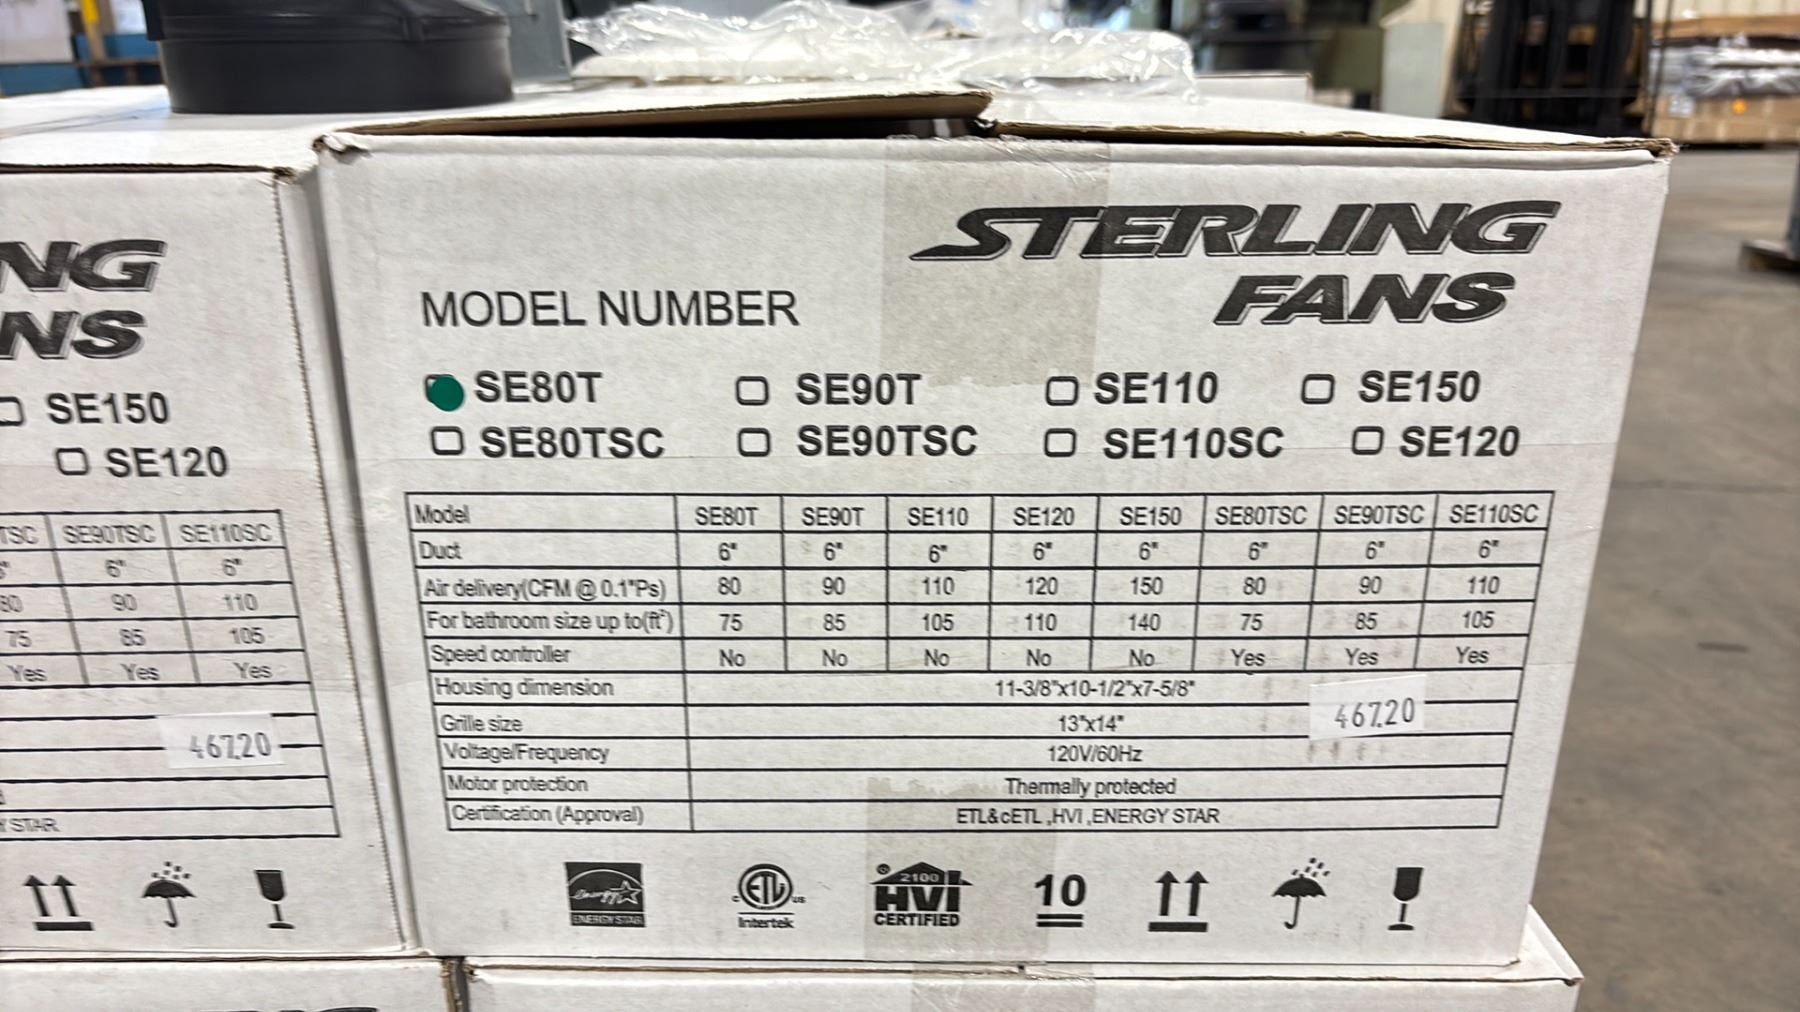 NG
NS
SE150
SE120
TSC SE90TSC SE110SC
6" 6"
80 90 110
75 85 105
Yes Yes Yes
467.20
STAR
STERLING
FANS
MODEL NUMBER
SE80T SE90T SE110 SE150
SE80TSC SE90TSC SE110SC SE120
Model SE80T SE90T SE110 SE120 SE150 SE80TSC SE90TSC SE110SC
Duct 6" 6" 6" 6" 6" 6" 6" 6"
Air delivery(CFM @ 0.1"Ps) 80 90 110 120 150 80 90 110
For bathroom size up to(ft²) 75 85 105 110 140 75 85 105
Speed controller No No No No No Yes Yes Yes
Housing dimension 11-3/8"x10-1/2"x7-5/8"
Grille size 13"x14"
467.20
Voltage/Frequency 120V/60Hz
Motor protection Thermally protected
Certification (Approval) ETL&cETL ,HVI ,ENERGY STAR
energy
ENERGY STAR
c ETL us
Intertek
2100
HVI
CERTIFIED
10